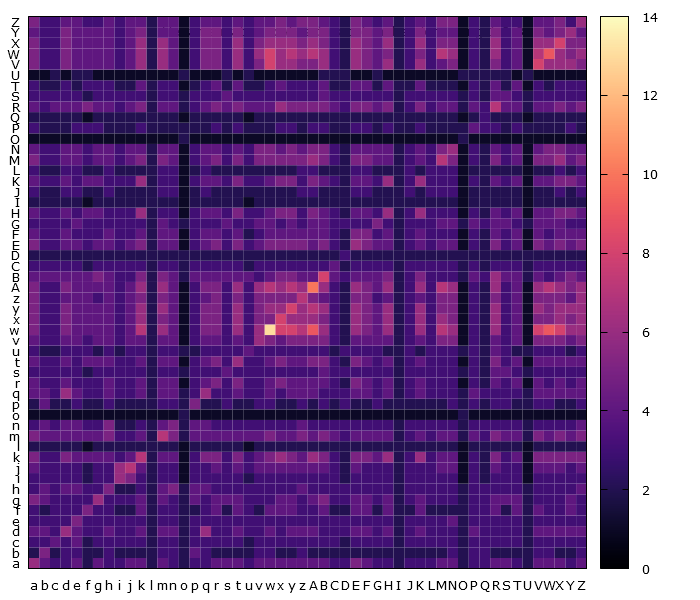 Z
Y
X
W
V
U
T
S
R
Q
P
O
N
M
L
K
J
I
H
G
F
E
D
C
B
A
z
y
x
w
v
u
t
s
r
q
p
o
n
m
l
k
j
i
h
g
f
e
d
c
b
a
a b c d e f g h i j k l m n o p q r s t u v w x y z A B C D E F G H I J K L M N O P Q R S T U V W X Y Z
14
12
10
8
6
4
2
0